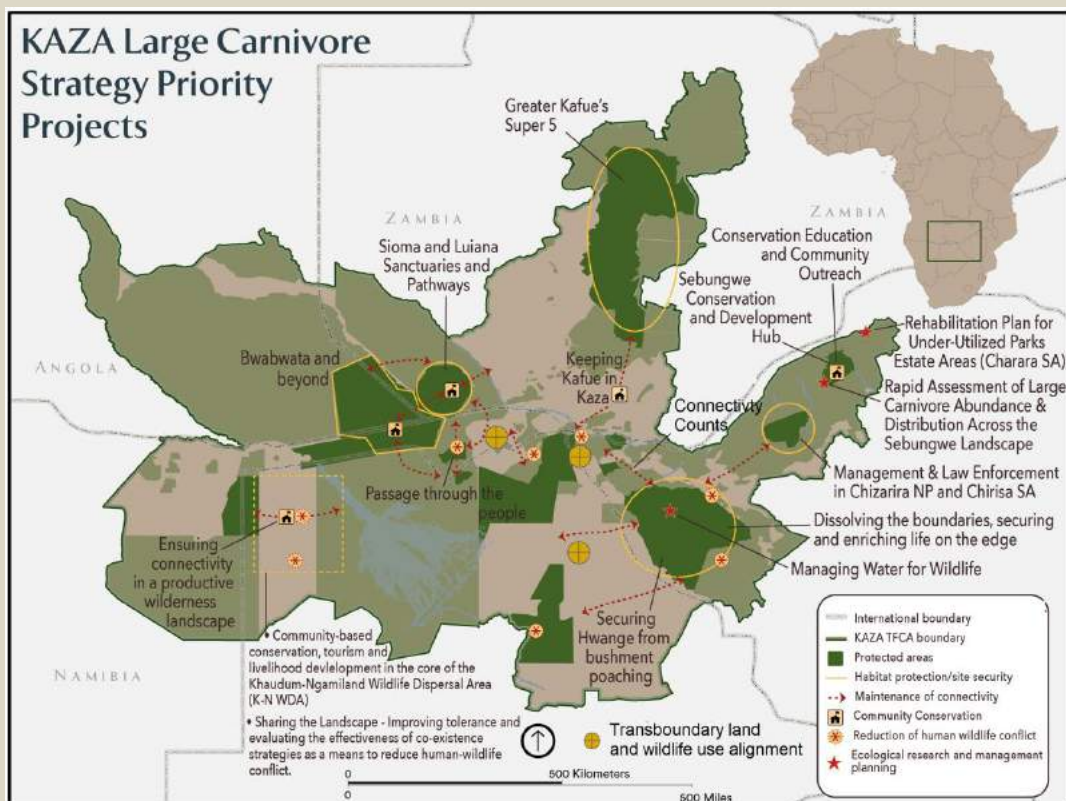 KAZA Large Carnivore
Strategy Priority
Projects
Greater Kafue's
Super 5
ZAMBIA
Sioma and Luiana
Sanctuaries and
Pathways
ZAMBIA
Conservation Education
and Community
Outreach
Sebungwe
Conservation
and Development
Hub
Rehabilitation Plan for
Under-Utilized Parks
Estate Areas (Charara SA)
Rapid Assessment of Large
Carnivore Abundance &
Distribution Across the
Sebungwe Landscape
ANGOLA
Bwabwata and
beyond
Keeping
Kafue in
Kaza
Connectivty
Counts
Management & Law Enforcement
in Chizarira NP and Chirisa SA
Passage through the
people
Dissolving the boundaries, securing
and enriching life on the edge
Managing Water for Wildlife
Ensuring
connectivity
in a productive
wilderness
landscape
Securing
Hwange from
bushment
poaching
NAMIBIA
• Community-based
conservation, tourism and
livelihood devlelopment in the core of the
Khaudum-Ngamiland Wildlife Dispersal Area
(K-N WDA)
• Sharing the Landscape - Improving tolerance and
evaluating the effectiveness of co-existence
strategies as a means to reduce human-wildlife
conflict.
Transboundary land
and wildlife use alignment
0 500 Kilometers
0 500 Miles
International boundary
KAZA TFCA boundary
Protected areas
Habitat protection/site security
Maintenance of connectivity
Community Conservation
Reduction of human wildlife conflict
Ecological research and management
planning